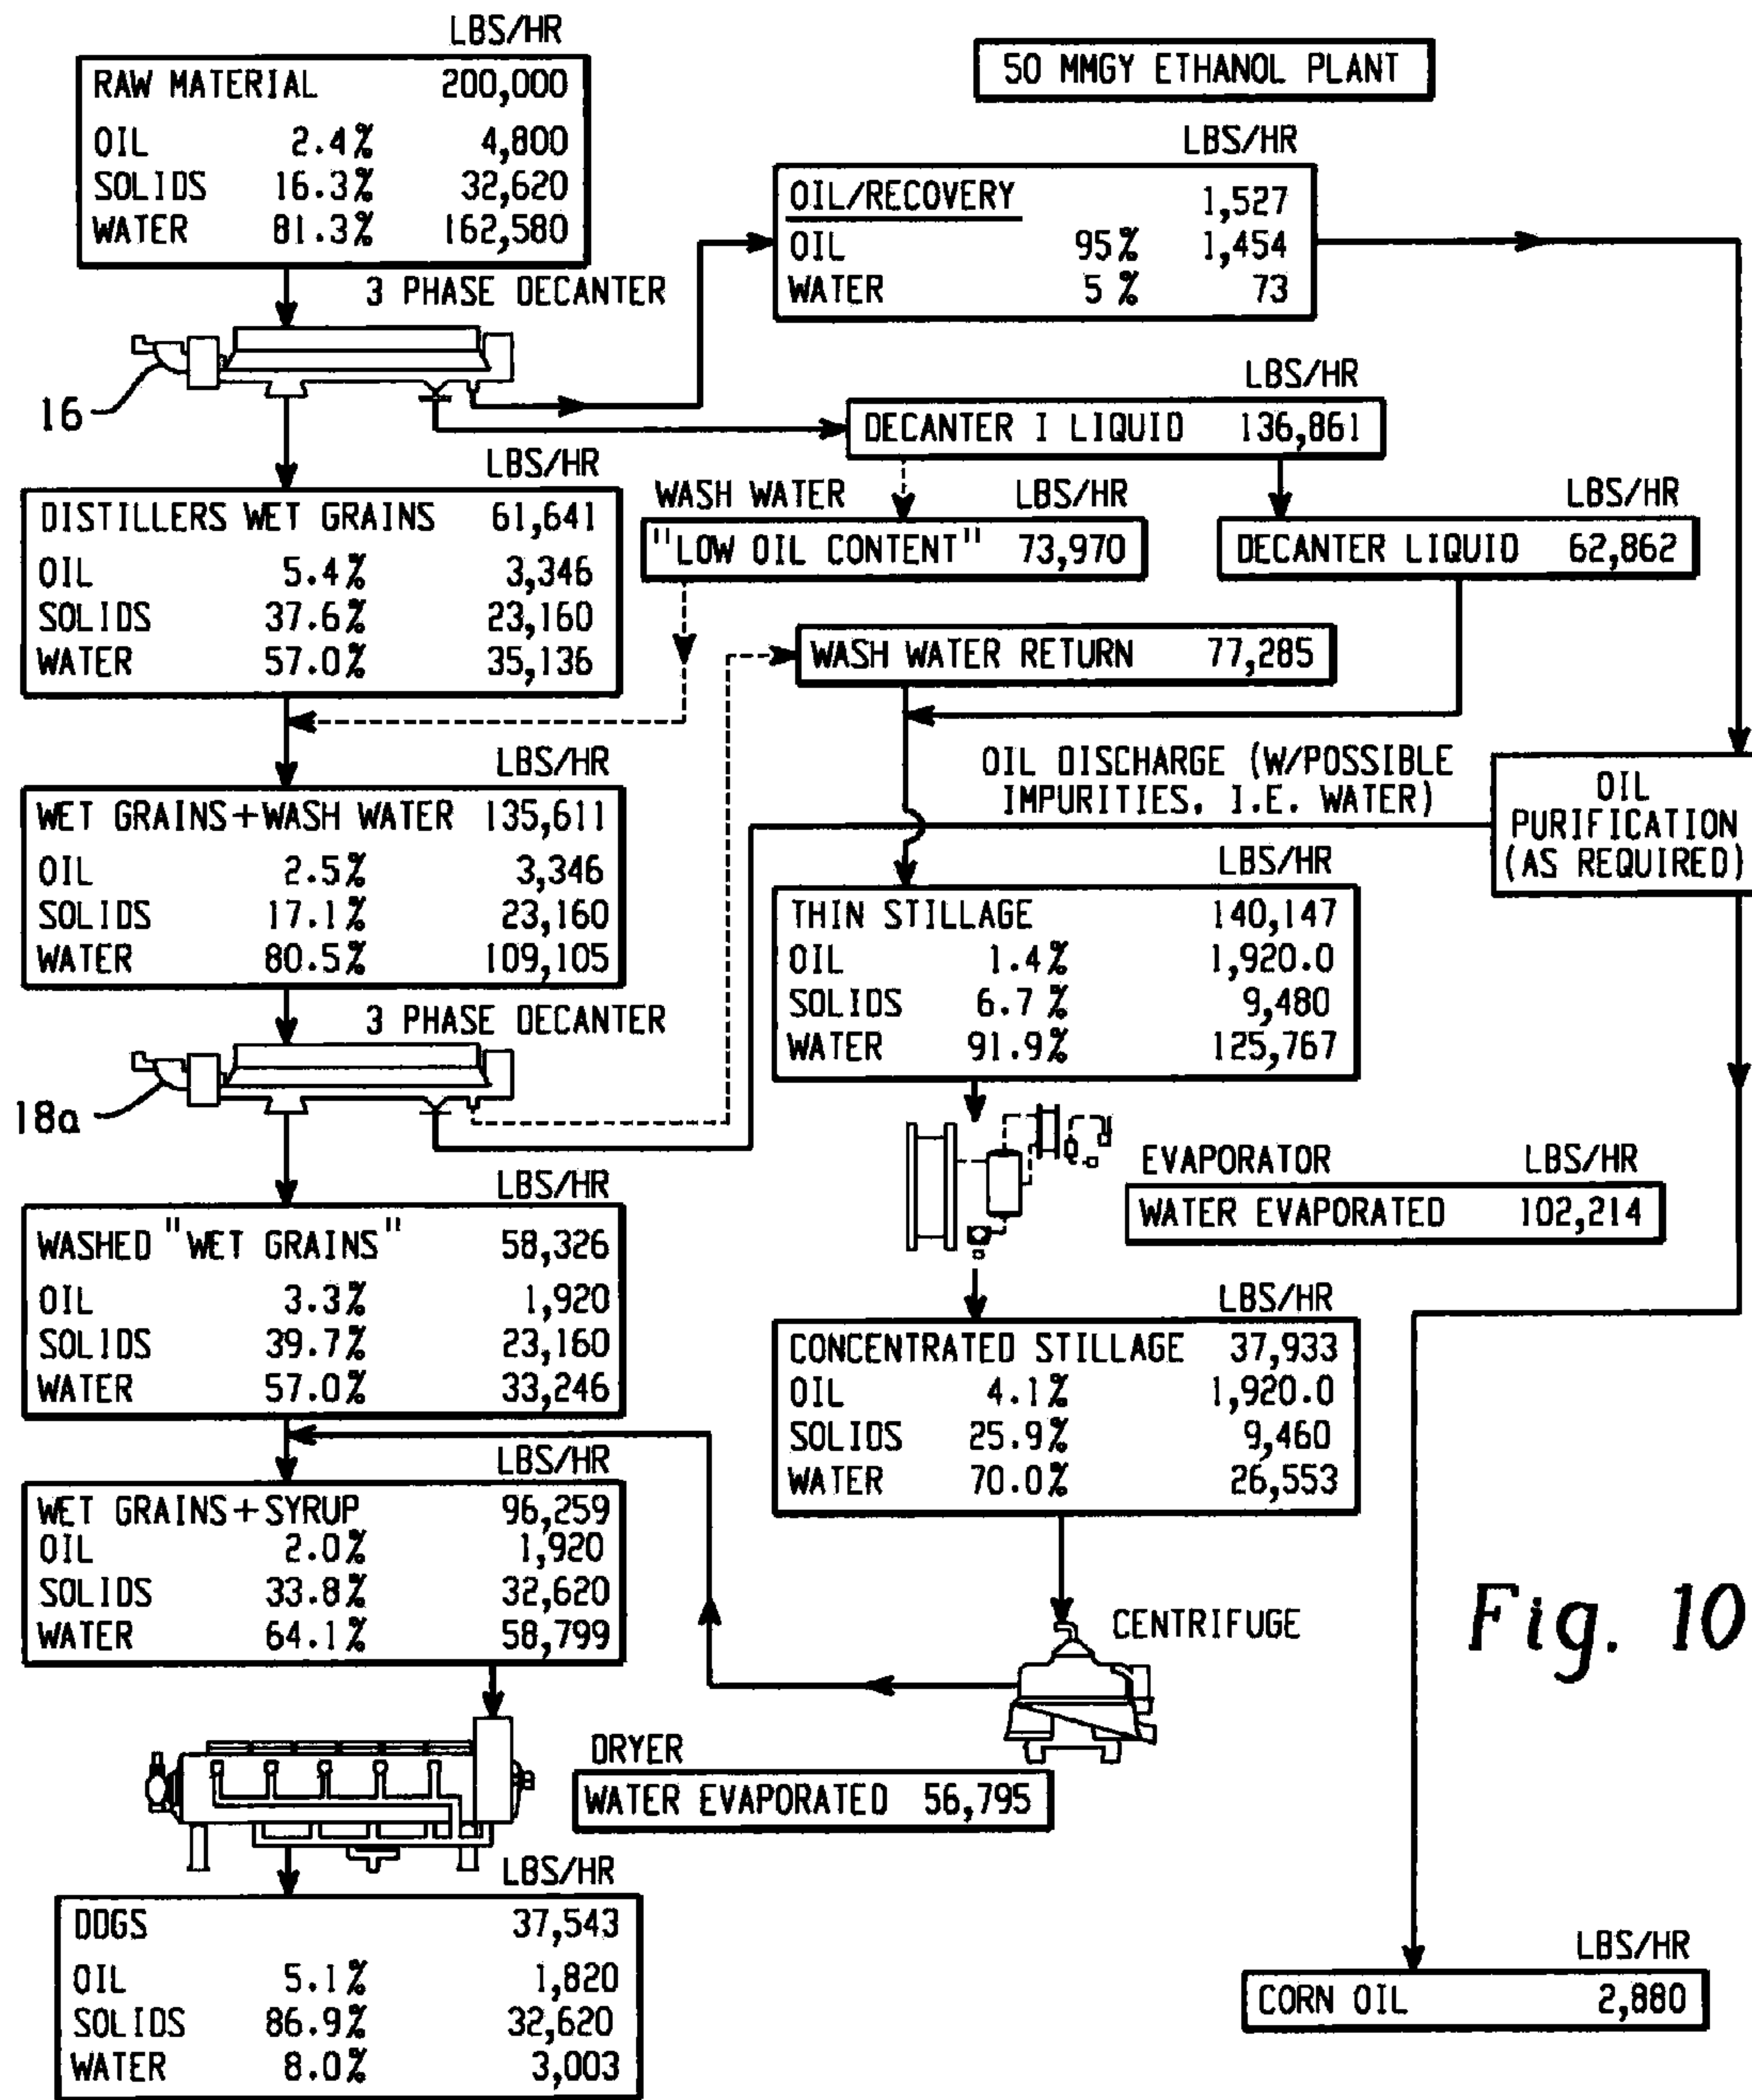 LBS/HR
RAW MATERIAL 200,000
OIL 2.4% 4,800
SOLIDS 16.3% 32,620
WATER 81.3% 162,580
50 MMGY ETHANOL PLANT
LBS/HR
OIL/RECOVERY 1,527
OIL 95% 1,454
WATER 5% 73
3 PHASE DECANTER
16
LBS/HR
DECANTER I LIQUID 136,861
LBS/HR
DISTILLERS WET GRAINS 61,641
OIL 5.4% 3,346
SOLIDS 37.6% 23,160
WATER 57.0% 35,136
WASH WATER LBS/HR
"LOW OIL CONTENT" 73,970
LBS/HR
DECANTER LIQUID 62,862
WASH WATER RETURN 77,285
LBS/HR
WET GRAINS+WASH WATER 135,611
OIL 2.5% 3,346
SOLIDS 17.1% 23,160
WATER 80.5% 109,105
OIL DISCHARGE (W/POSSIBLE
IMPURITIES. I.E. WATER)
OIL
PURIFICATION
(AS REQUIRED)
LBS/HR
THIN STILLAGE 140,147
OIL 1.4% 1,920.0
SOLIDS 6.7% 9,480
WATER 91.9% 125,767
3 PHASE DECANTER
18a
EVAPORATOR LBS/HR
WATER EVAPORATED 102,214
LBS/HR
WASHED "WET GRAINS" 58,326
OIL 3.3% 1,920
SOLIDS 39.7% 23,160
WATER 57.0% 33,246
LBS/HR
CONCENTRATED STILLAGE 37,933
OIL 4.1% 1,920.0
SOLIDS 25.9% 9,460
WATER 70.0% 26,553
LBS/HR
WET GRAINS+SYRUP 96,259
OIL 2.0% 1,920
SOLIDS 33.8% 32,620
WATER 64.1% 58,799
CENTRIFUGE
Fig. 10
DRYER
WATER EVAPORATED 56,795
LBS/HR
DDGS 37,543
OIL 5.1% 1,820
SOLIDS 86.9% 32,620
WATER 8.0% 3,003
LBS/HR
CORN OIL 2,880